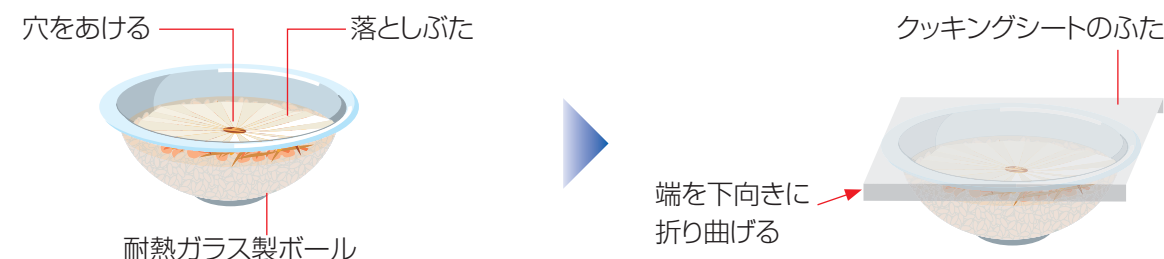 穴をあける
落としぶた
耐熱ガラス製ボール
クッキングシートのふた
端を下向きに
折り曲げる